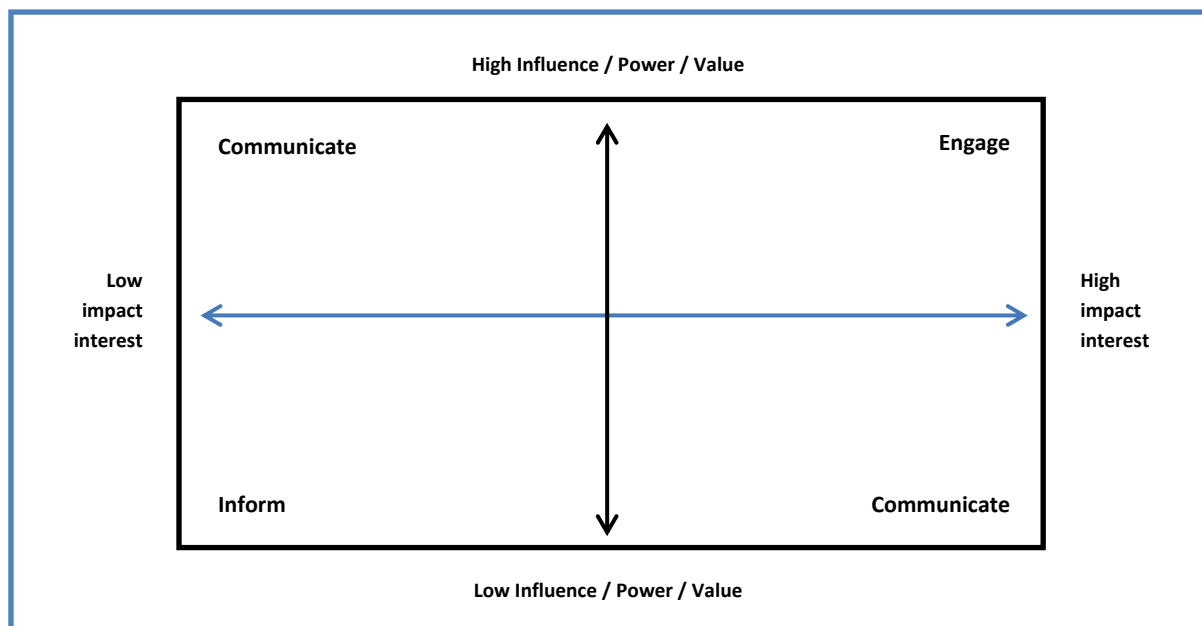 High Influence / Power / Value
Communicate
Engage
Low
impact
interest
High
impact
interest
Inform
Communicate
Low Influence / Power / Value